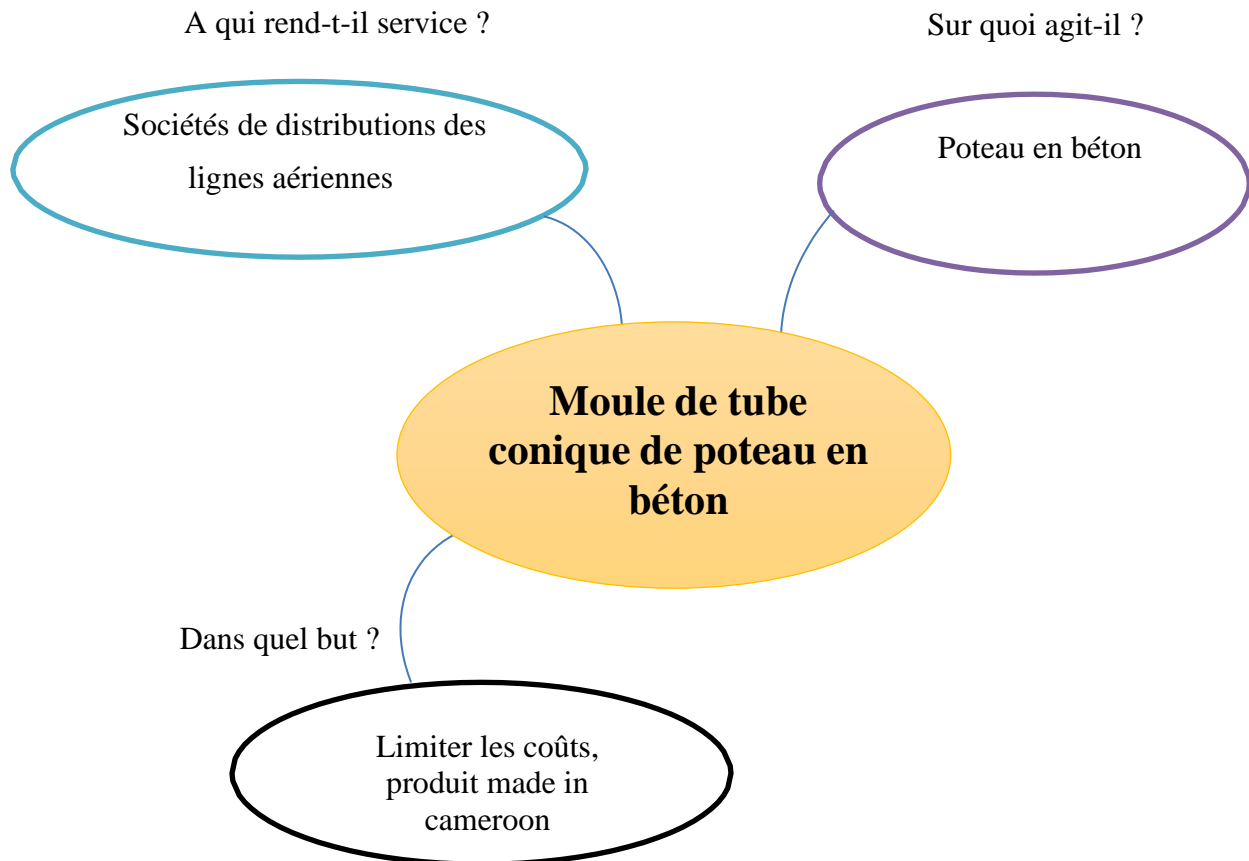 A qui rend-t-il service ?
Sur quoi agit-il ?
Sociétés de distributions des
lignes aériennes
Poteau en béton
Moule de tube
conique de poteau en
béton
Dans quel but ?
Limiter les coûts,
produit made in
cameroon